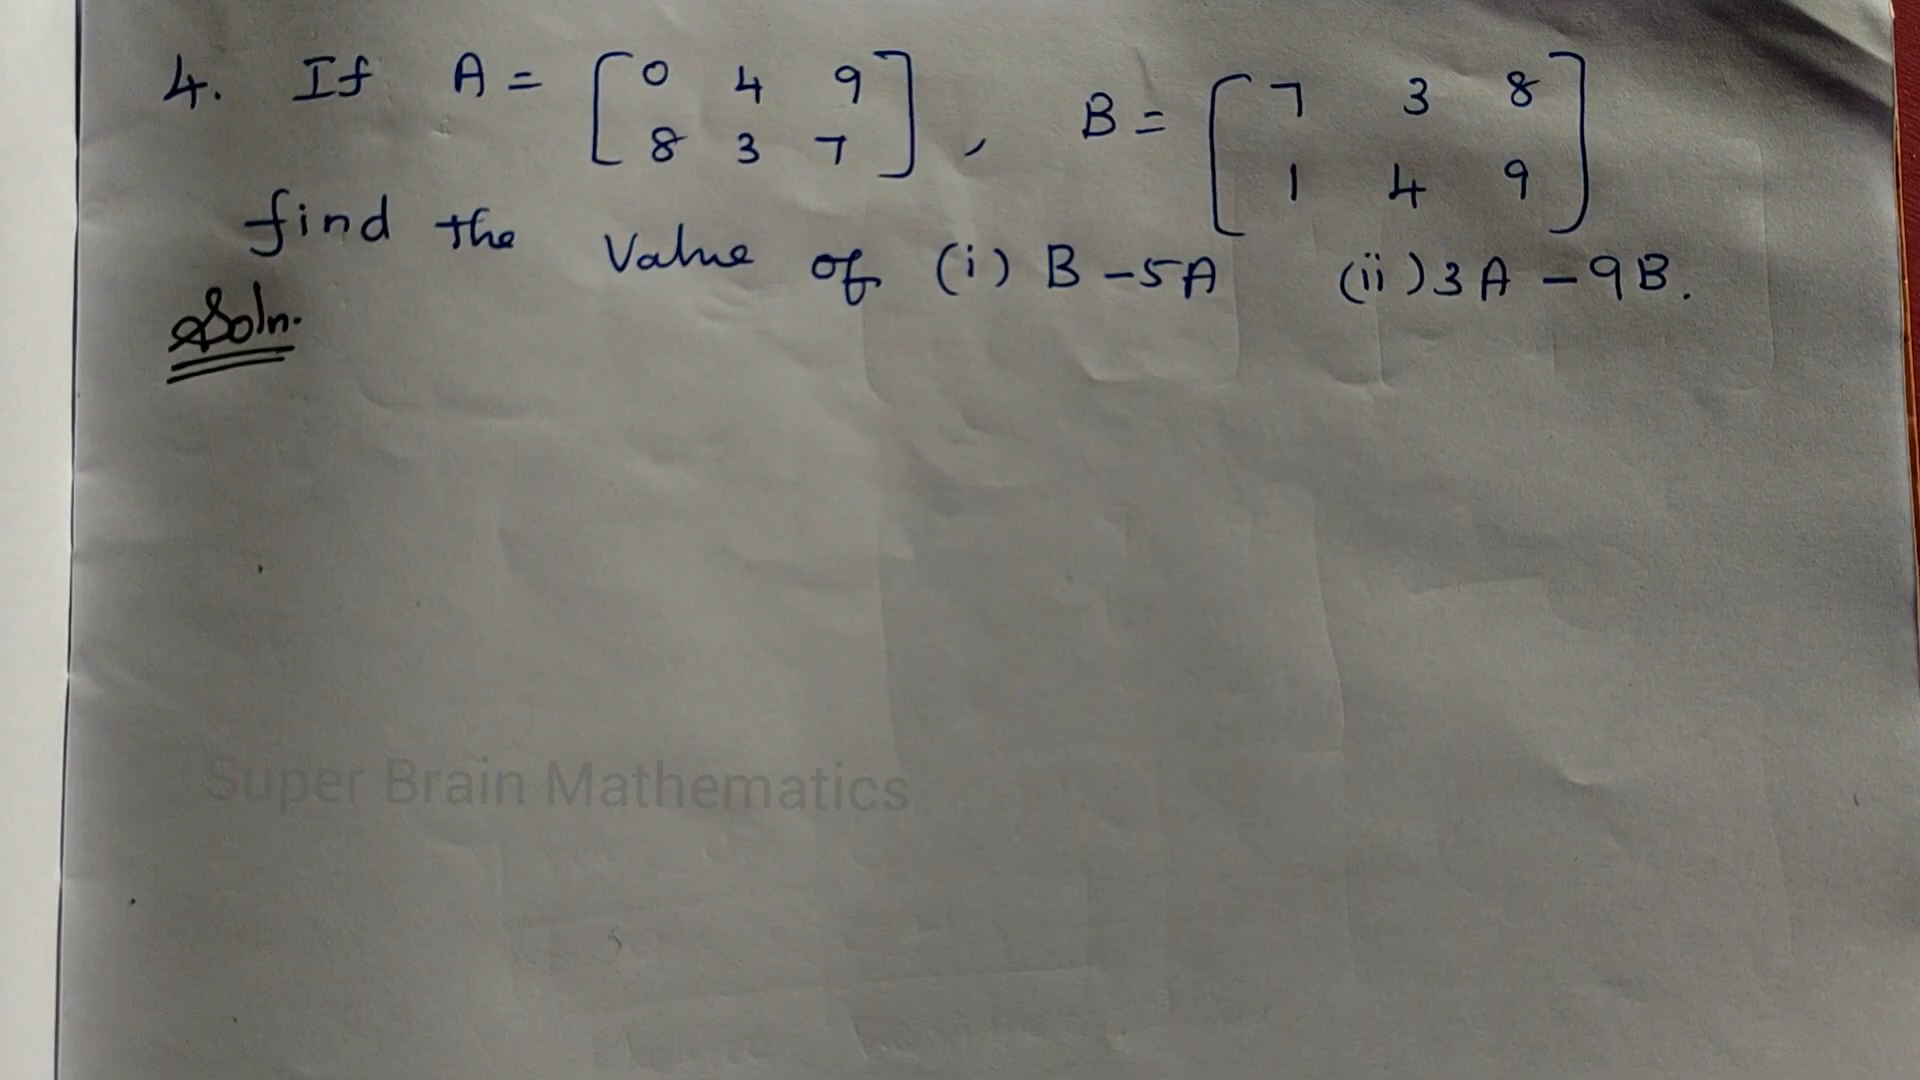 4. If A = [0 4 9 8 3 7], B = [7 3 8 1 4 9]
find the Value of (i) B - 5A (ii) 3A - 9B.
Soln.
Super Brain Mathematics